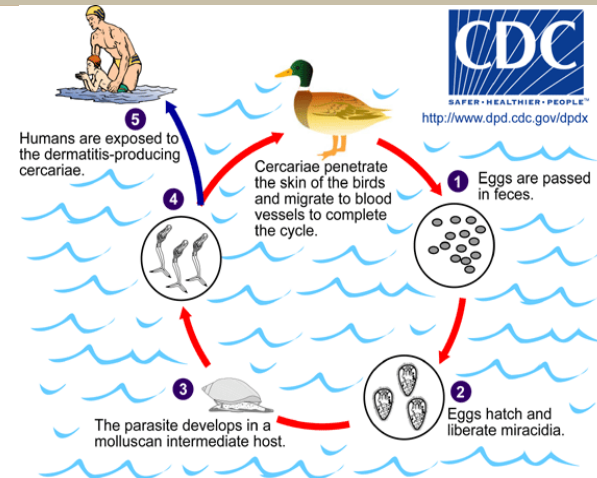 CDC
SAFER•HEALTHIER•PEOPLE™
http://www.dpd.cdc.gov/dpdx
5
Humans are exposed to
the dermatitis-producing
cercariae.
4
Cercariae penetrate
the skin of the birds
and migrate to blood
vessels to complete
the cycle.
1
Eggs are passed
in feces.
2
Eggs hatch and
liberate miracidia.
3
The parasite develops in a
molluscan intermediate host.